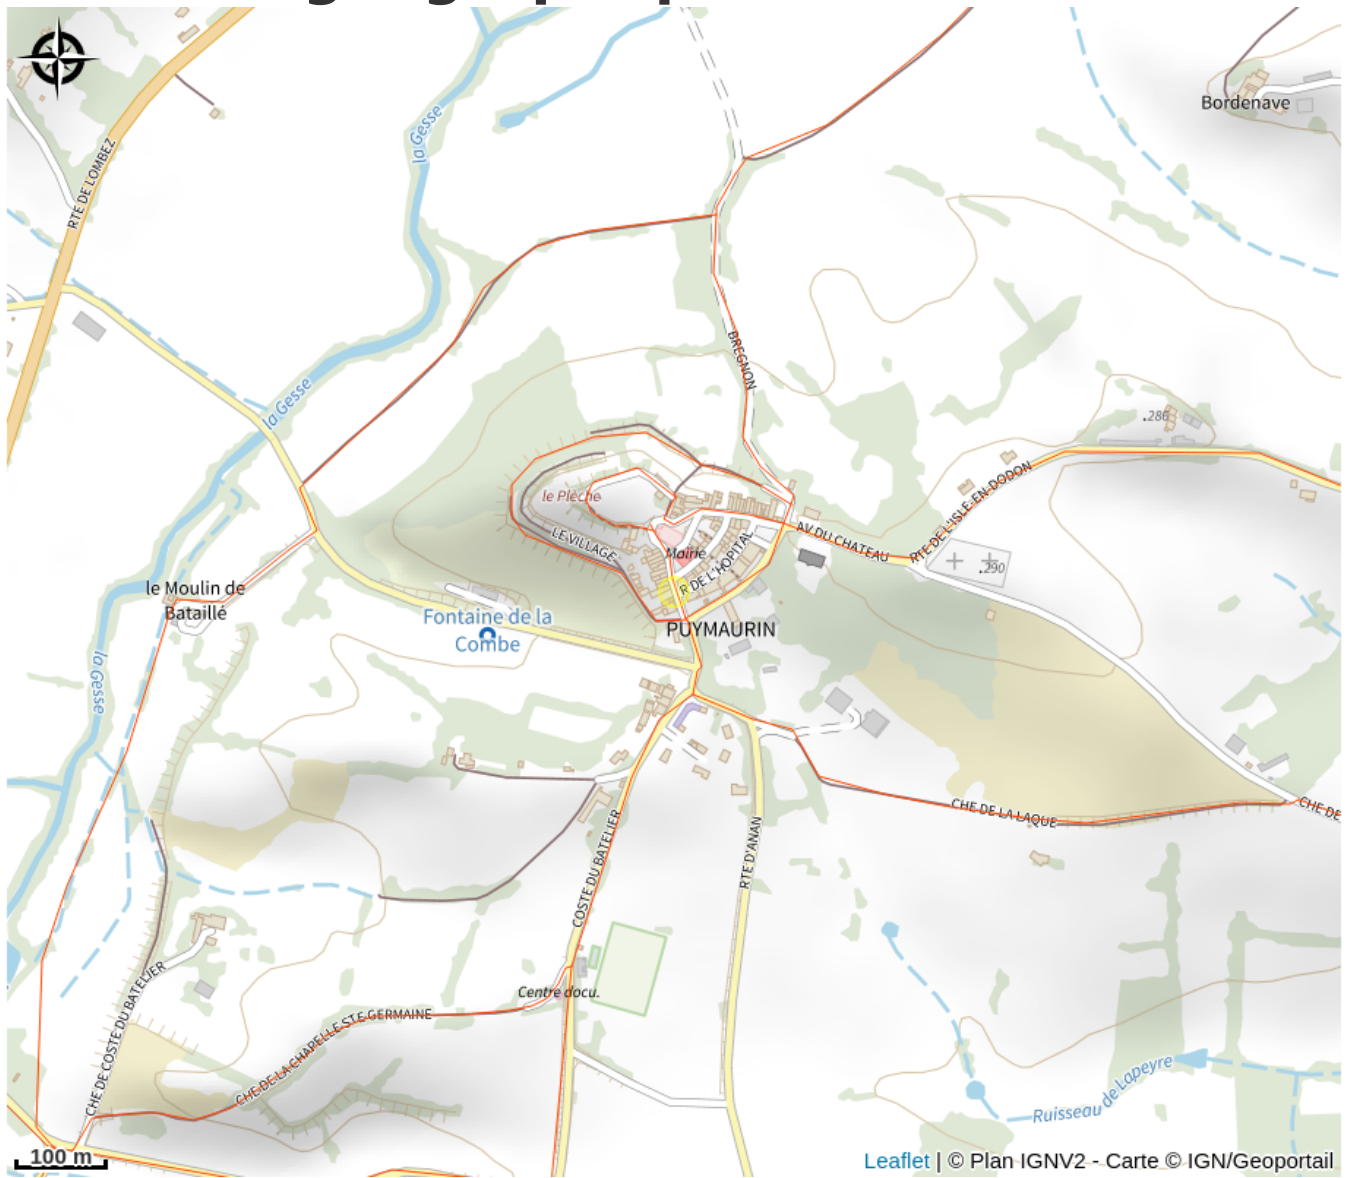 Bordenave
la Gesse
RTE DE LOMBEZ
BREGNON
la Gesse
.286
le Plèche
RTE DE L'ISLE-EN-DODON
AV DU CHATEAU
LE VILLAGE
Mairie
R DE L'HOPITAL
.290
le Moulin de
Bataillé
Fontaine de la
Combe
PUYMAURIN
la Gesse
CHE DE LA LAQUE
CHE DE
COSTE DU BATELIER
RTE D'ANAN
CHE DE COSTE DU BATELIER
Centre docu.
CHE DE LA CHAPELLE STE GERMAINE
Ruisseau de Lapeyre
100 m
Leaflet | © Plan IGNV2 - Carte © IGN/Geoportail